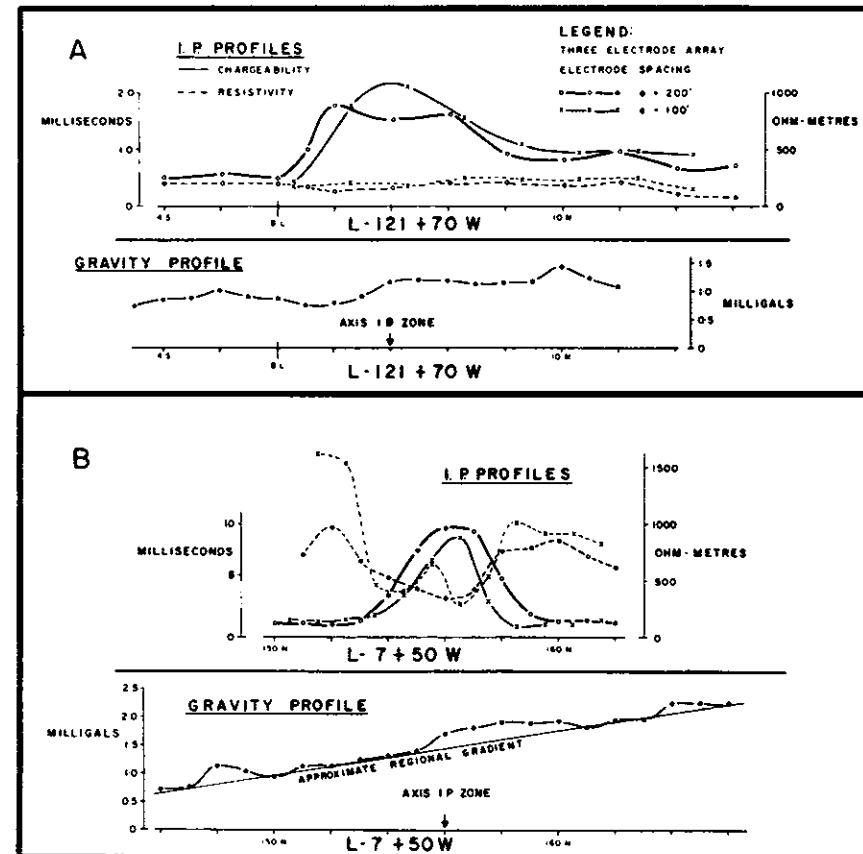 A
I.P. PROFILES
CHARGEABILITY
RESISTIVITY
LEGEND:
THREE ELECTRODE ARRAY
ELECTRODE SPACING
= 200'
= 100'
MILLISECONDS
2.0
1.0
0
OHM-METRES
1000
500
0
4 S
B L
L-121+70 W
10 N
GRAVITY PROFILE
1.5
1.0
0.5
0
MILLIGALS
AXIS I P ZONE
4 S
B L
L-121+70 W
10 N
B
I.P. PROFILES
MILLISECONDS
10
5
0
1500
1000
500
0
OHM-METRES
150 N
L-7+50 W
160 N
GRAVITY PROFILE
MILLIGALS
2.5
2.0
1.5
1.0
0.5
0
APPROXIMATE REGIONAL GRADIENT
AXIS I P ZONE
150 N
L-7+50W
160 N